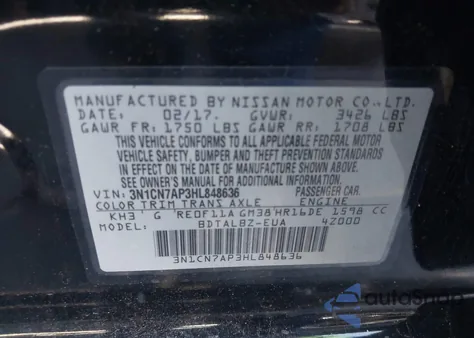 MANUFACTURED BY NISSAN MOTOR CO., LTD.
DATE: 02/17. GVWR: 3426 LBS
GAWR FR: 1750 LBS GAWR RR: 1708 LBS
THIS VEHICLE CONFORMS TO ALL
APPLICABLE FEDERAL MOTOR
VEHICLE SAFETY, BUMPER AND THEFT
PREVENTION STANDARDS IN EFFECT
ON THE DATE OF MANUFACTURE
SHOWN ABOVE.
SEE OWNER'S MANUAL FOR ADDITIONAL INFORMATION.
VIN: 3N1CN7AP3HL848636 PASSENGER CAR.
COLOR TRIM TRANS AXLE ENGINE
KH3 G RE0F11A GM38 HR16DE 1598 CC
MODEL: BDTALBZ-EUA 42000
3N1CN7AP3HL848636